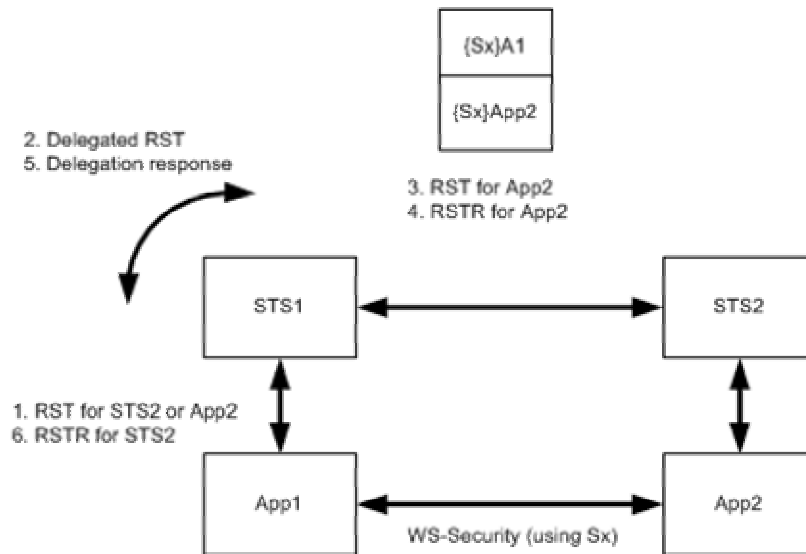 {Sx}A1
{Sx}App2
2. Delegated RST
5. Delegation response
3. RST for App2
4. RSTR for App2
STS1
STS2
1. RST for STS2 or App2
6. RSTR for STS2
App1
App2
WS-Security (using Sx)